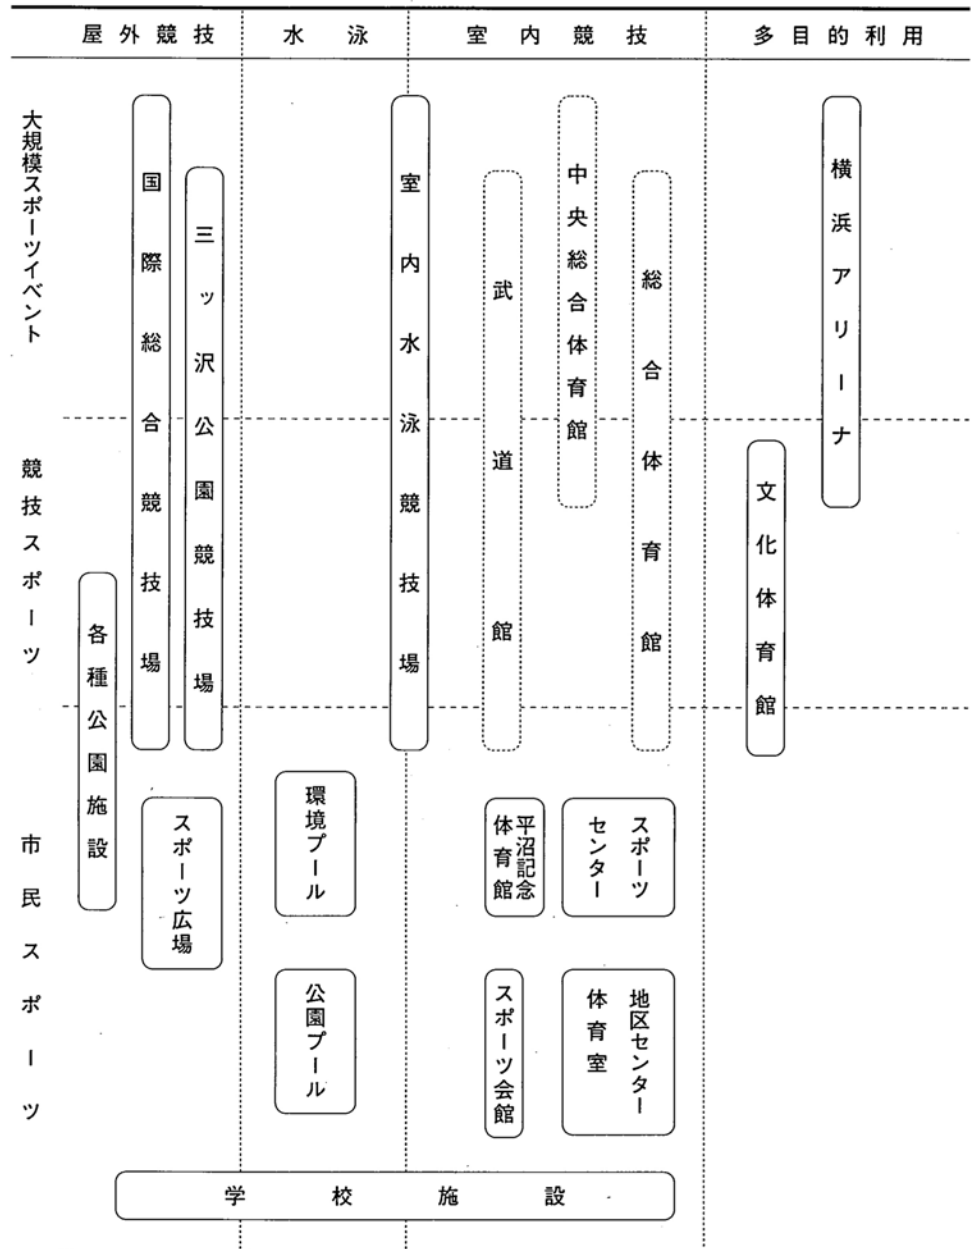 屋外競技
水泳
室内競技
多目的利用
大規模スポーツイベント
競技スポーツ
市民スポーツ
各種公園施設
国際総合競技場
三ッ沢公園競技場
スポーツ広場
環境プール
公園プール
室内水泳競技場
武道館
中央総合体育館
総合体育館
平沼記念
体育館
スポーツ
センター
スポーツ会館
地区センター
体育室
文化体育館
横浜アリーナ
学校施設